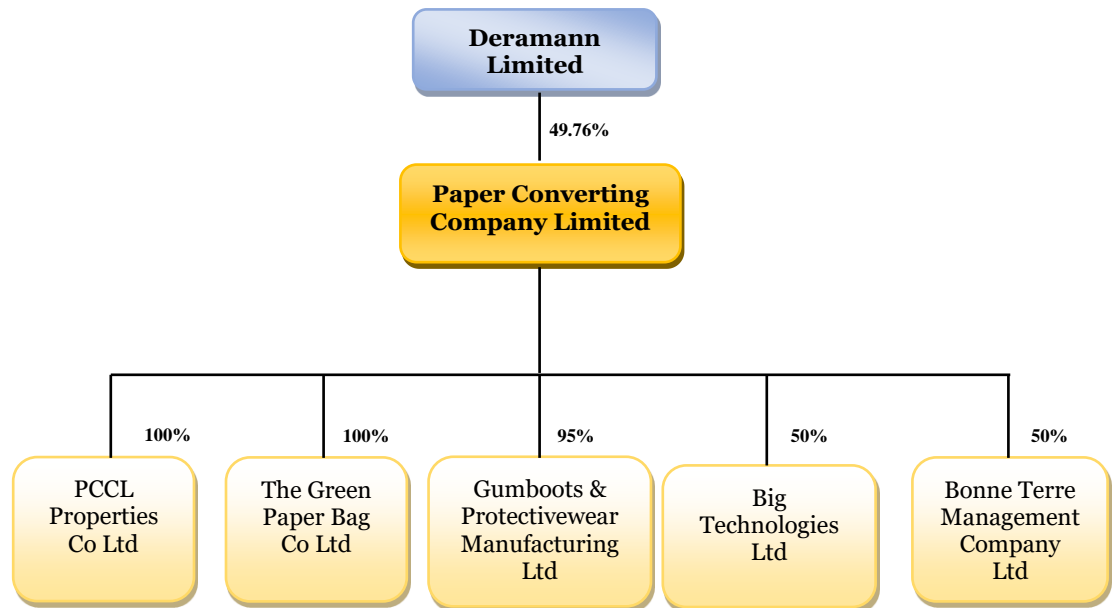 Deramann
Limited
49.76%
Paper Converting
Company Limited
100%
100%
95%
50%
50%
PCCL
Properties
Co Ltd
The Green
Paper Bag
Co Ltd
Gumboots &
Protectivewear
Manufacturing
Ltd
Big
Technologies
Ltd
Bonne Terre
Management
Company
Ltd